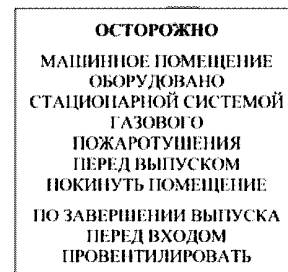 ОСТОРОЖНО
МАШИННОЕ ПОМЕЩЕНИЕ
ОБОРУДОВАНО
СТАЦИОНАРНОЙ СИСТЕМОЙ
ГАЗОВОГО
ПОЖАРОТУШЕНИЯ
ПЕРЕД ВЫПУСКОМ
ПОКИНУТЬ ПОМЕЩЕНИЕ
ПО ЗАВЕРШЕНИИ ВЫПУСКА
ПЕРЕД ВХОДОМ
ПРОВЕНТИЛИРОВАТЬ